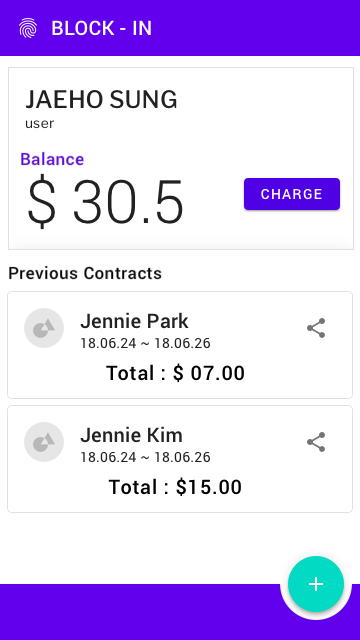 BLOCK - IN
JAEHO SUNG
user
Balance
$ 30.5
CHARGE
Previous Contracts
Jennie Park
18.06.24 ~ 18.06.26
Total : $ 07.00
Jennie Kim
18.06.24 ~ 18.06.26
Total : $15.00